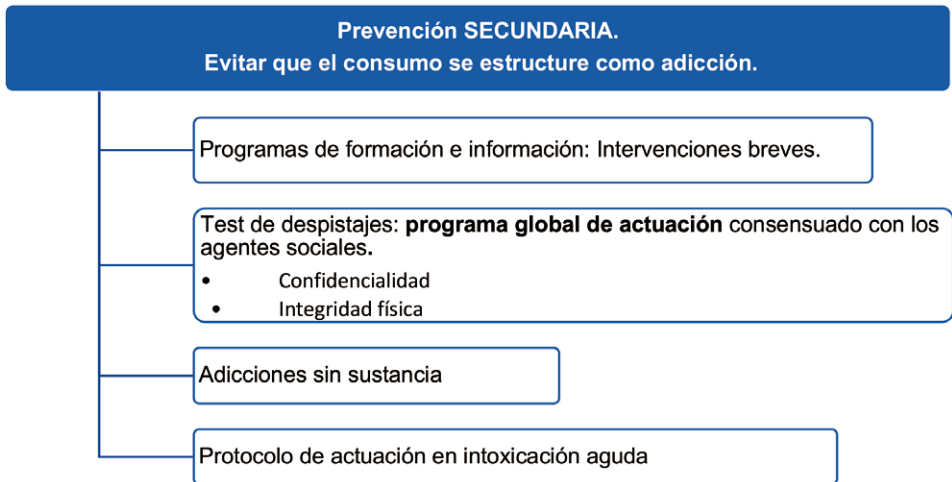 Prevención SECUNDARIA.
Evitar que el consumo se estructure como adicción.
Programas de formación e información: Intervenciones breves.
Test de despistajes: programa global de actuación consensuado con los
agentes sociales.
• Confidencialidad
• Integridad física
Adicciones sin sustancia
Protocolo de actuación en intoxicación aguda